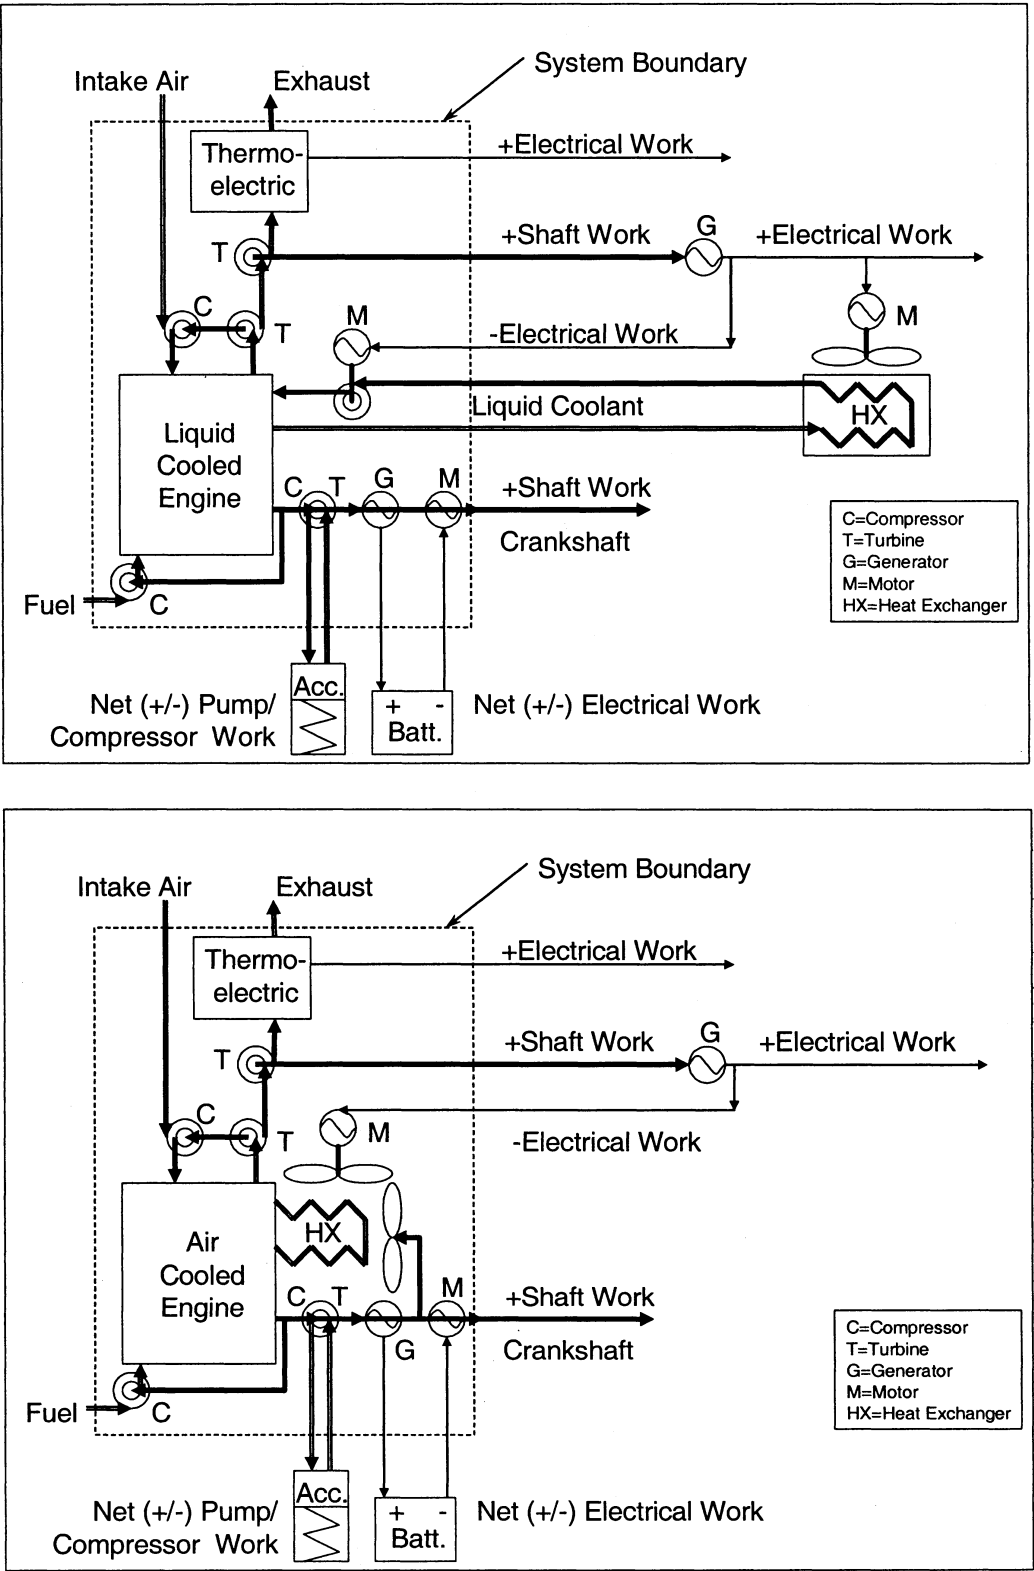 System Boundary
Intake Air
Exhaust
Thermo-
electric
+Electrical Work
T
+Shaft Work
G
+Electrical Work
C
T
M
-Electrical Work
M
Liquid
Cooled
Engine
Liquid Coolant
HX
C
T
G
M
+Shaft Work
Crankshaft
Fuel
C
C=Compressor
T=Turbine
G=Generator
M=Motor
HX=Heat Exchanger
Net (+/-) Pump/
Compressor Work
Acc.
+ -
Batt.
Net (+/-) Electrical Work
System Boundary
Intake Air
Exhaust
Thermo-
electric
+Electrical Work
T
+Shaft Work
G
+Electrical Work
C
T
M
-Electrical Work
Air
Cooled
Engine
HX
C
T
G
M
+Shaft Work
Crankshaft
Fuel
C
C=Compressor
T=Turbine
G=Generator
M=Motor
HX=Heat Exchanger
Net (+/-) Pump/
Compressor Work
Acc.
+ -
Batt.
Net (+/-) Electrical Work